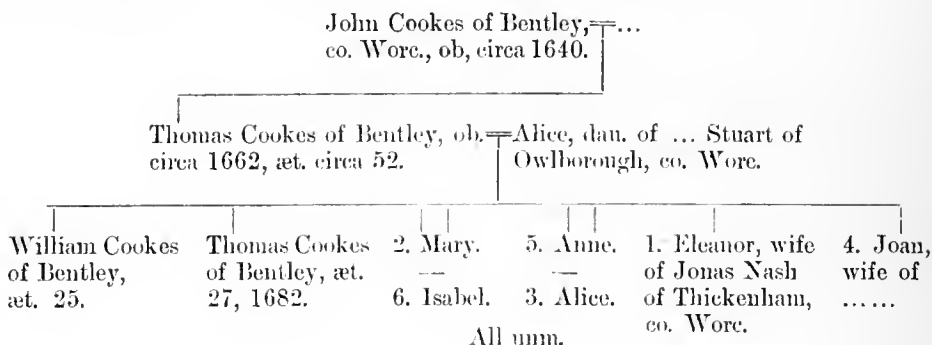 John Cookes of Bentley,=...
co. Worc., ob, circa 1640.
Thomas Cookes of Bentley, ob.=Alice, dau. of ... Stuart of
circa 1662, æt. circa 52.
Owlborough, co. Worc.
William Cookes
of Bentley,
æt. 25.
Thomas Cookes
of Bentley, æt.
27, 1682.
2. Mary.
—
6. Isabel.
5. Anne.
—
3. Alice.
1. Eleanor, wife
of Jonas Nash
of Thickenham,
co. Worc.
4. Joan,
wife of
......
All unm.